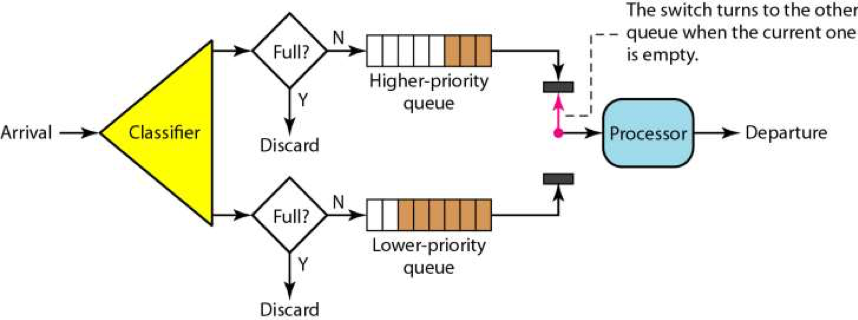 The switch turns to the other
queue when the current one
is empty.
Full?
N
Higher-priority
queue
Y
Discard
Arrival
Classifier
Processor
Departure
Full?
N
Lower-priority
queue
Y
Discard